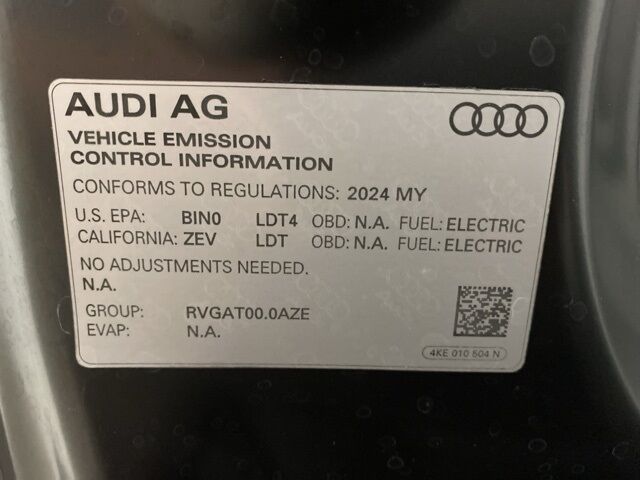 AUDI AG
VEHICLE EMISSION
CONTROL INFORMATION
CONFORMS TO REGULATIONS: 2024 MY
U.S. EPA: BIN0 LDT4 OBD: N.A. FUEL: ELECTRIC
CALIFORNIA: ZEV LDT OBD: N.A. FUEL: ELECTRIC
NO ADJUSTMENTS NEEDED.
N.A.
GROUP: RVGAT00.0AZE
EVAP: N.A.
4KE 010 504 N